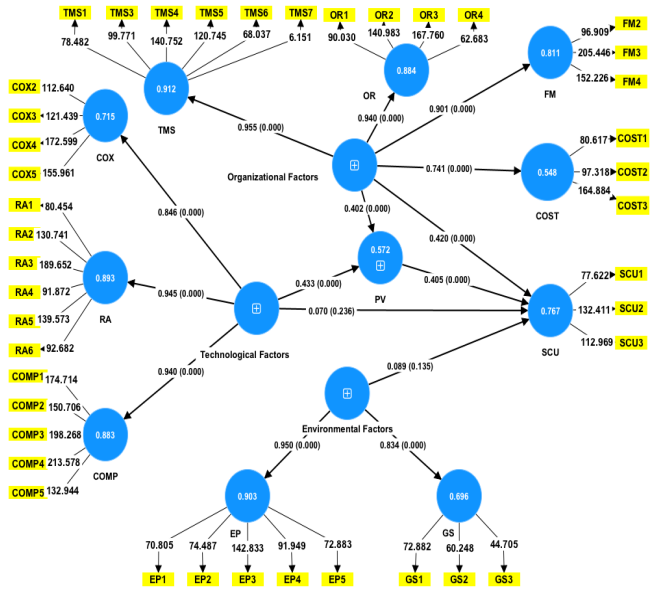 TMS1 TMS3 TMS4 TMS5 TMS6 TMS7
78.482 99.771 140.752 120.745 68.037 6.151
0.912
TMS
OR1 OR2 OR3 OR4
90.030 140.983 167.760 62.683
0.884
OR
FM2 96.909
FM3 205.446
FM4 152.226
0.811
FM
COX2 112.640
COX3 121.439
COX4 172.599
COX5 155.961
0.715
COX
0.955 (0.000)
0.940 (0.000)
0.901 (0.000)
Organizational Factors
0.741 (0.000)
0.548
COST
80.617 COST1
97.318 COST2
164.884 COST3
0.402 (0.000)
0.420 (0.000)
0.846 (0.000)
RA1 80.454
RA2 130.741
RA3 189.652
RA4 91.872
RA5 139.573
RA6 92.682
0.893
RA
0.945 (0.000)
0.433 (0.000)
0.572
PV
0.405 (0.000)
0.070 (0.236)
Technological Factors
0.767
SCU
77.622 SCU1
132.411 SCU2
112.969 SCU3
0.940 (0.000)
0.089 (0.135)
COMP1 174.714
COMP2 150.706
COMP3 198.268
COMP4 213.578
COMP5 132.944
0.883
COMP
Environmental Factors
0.950 (0.000)
0.834 (0.000)
0.903
EP
0.696
GS
70.805 74.487 142.833 91.949 72.883
EP1 EP2 EP3 EP4 EP5
72.882 60.248 44.705
GS1 GS2 GS3